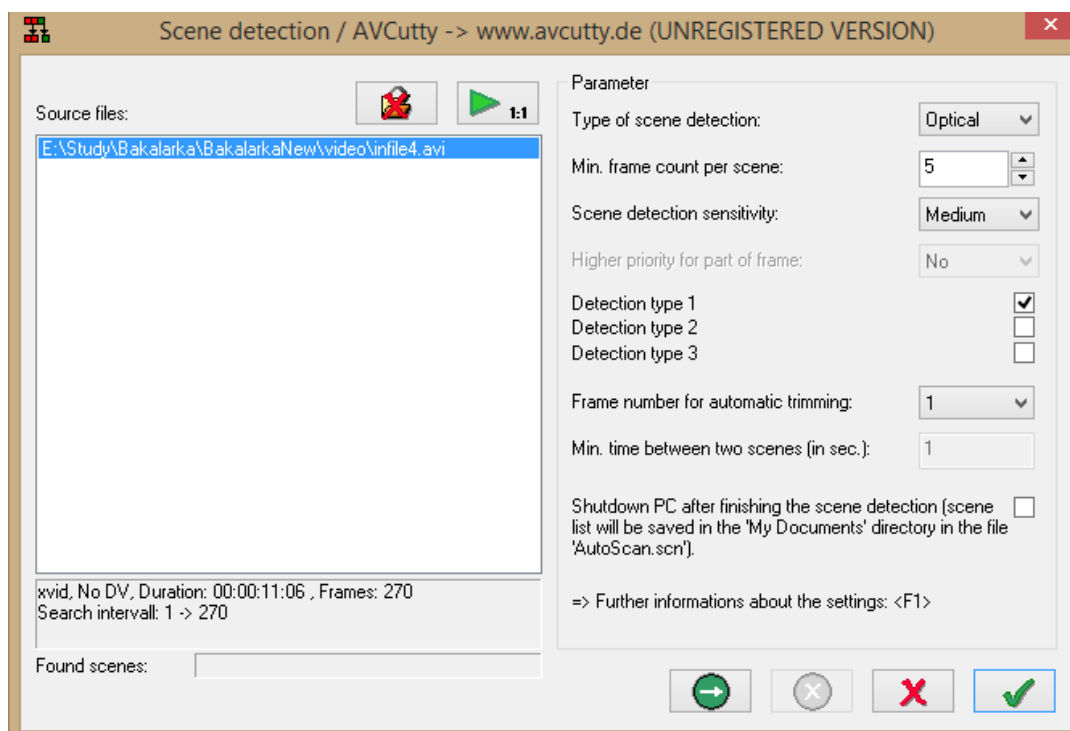 Scene detection / AVCutty -> www.avcutty.de (UNREGISTERED VERSION)
Source files:
1:1
E:\Study\Bakalarka\BakalarkaNew\video\infile4.avi
xvid, No DV, Duration: 00:00:11:06 , Frames: 270
Search intervall: 1 -> 270
Found scenes:
Parameter
Type of scene detection: Optical
Min. frame count per scene: 5
Scene detection sensitivity: Medium
Higher priority for part of frame: No
Detection type 1
Detection type 2
Detection type 3
Frame number for automatic trimming: 1
Min. time between two scenes (in sec.): 1
Shutdown PC after finishing the scene detection (scene
list will be saved in the 'My Documents' directory in the file
'AutoScan.scn').
=> Further informations about the settings: <F1>